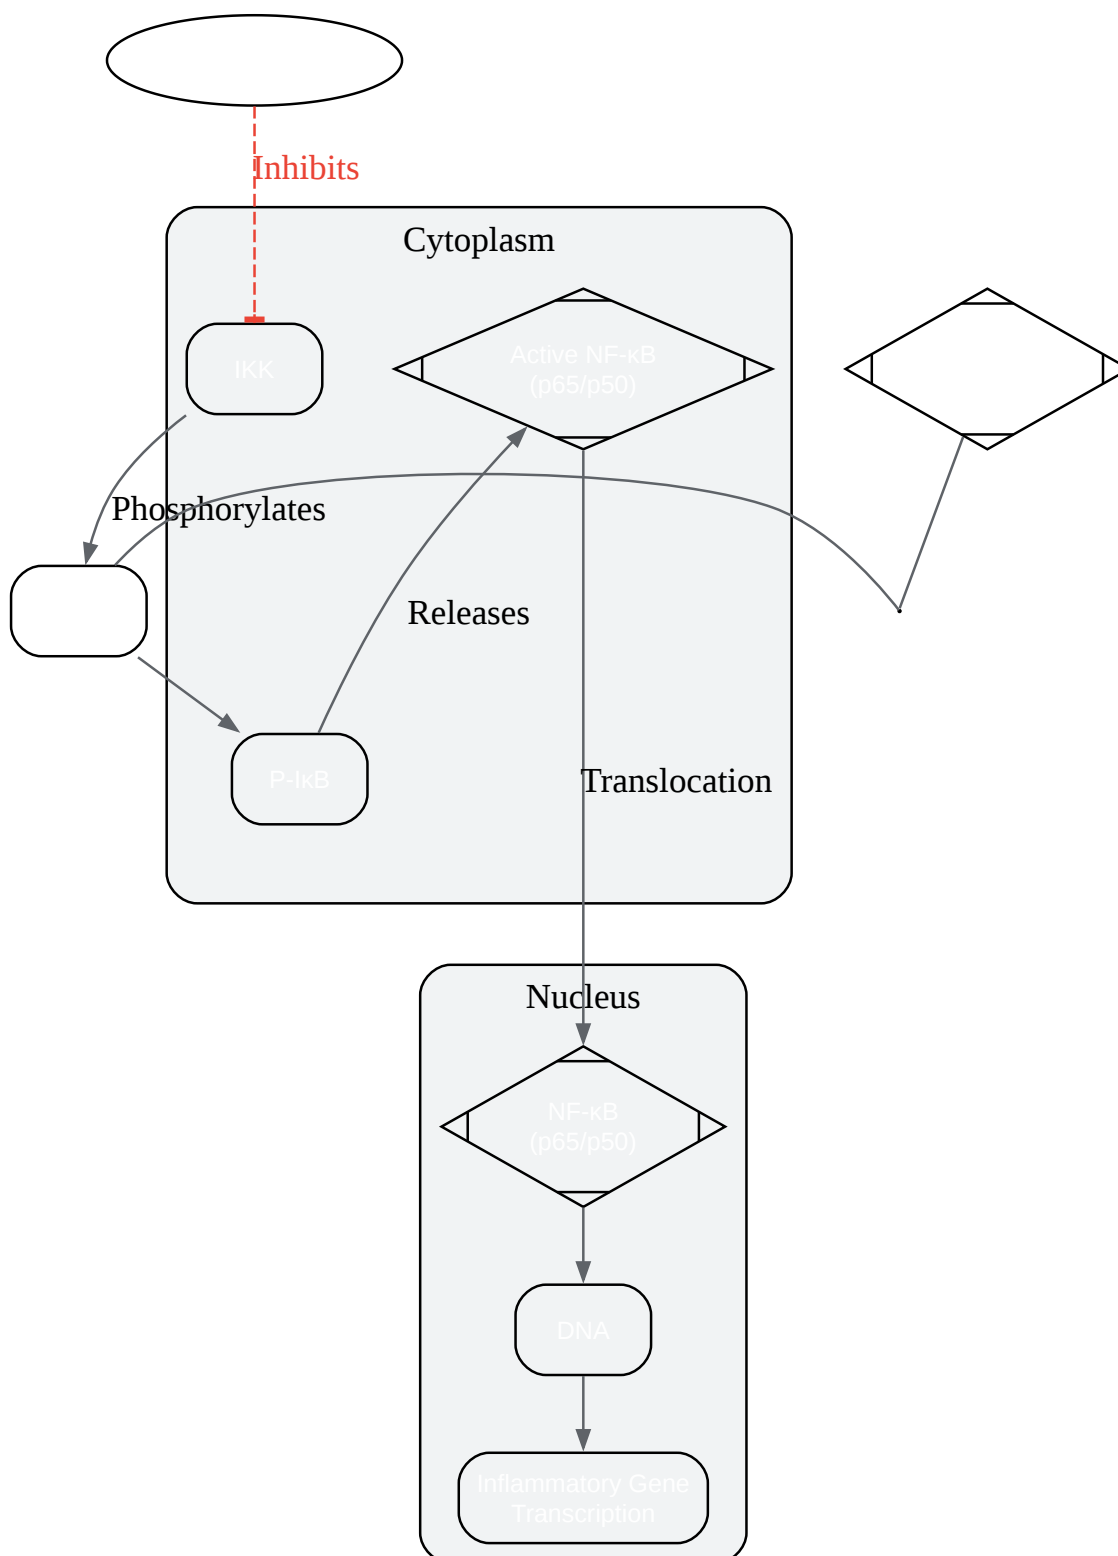 Inhibits
Cytoplasm
IKK
Active NF-κB
(p65/p50)
Phosphorylates
Releases
P-IκB
Translocation
Nucleus
NF-κB
(p65/p50)
DNA
Inflammatory Gene
Transcription